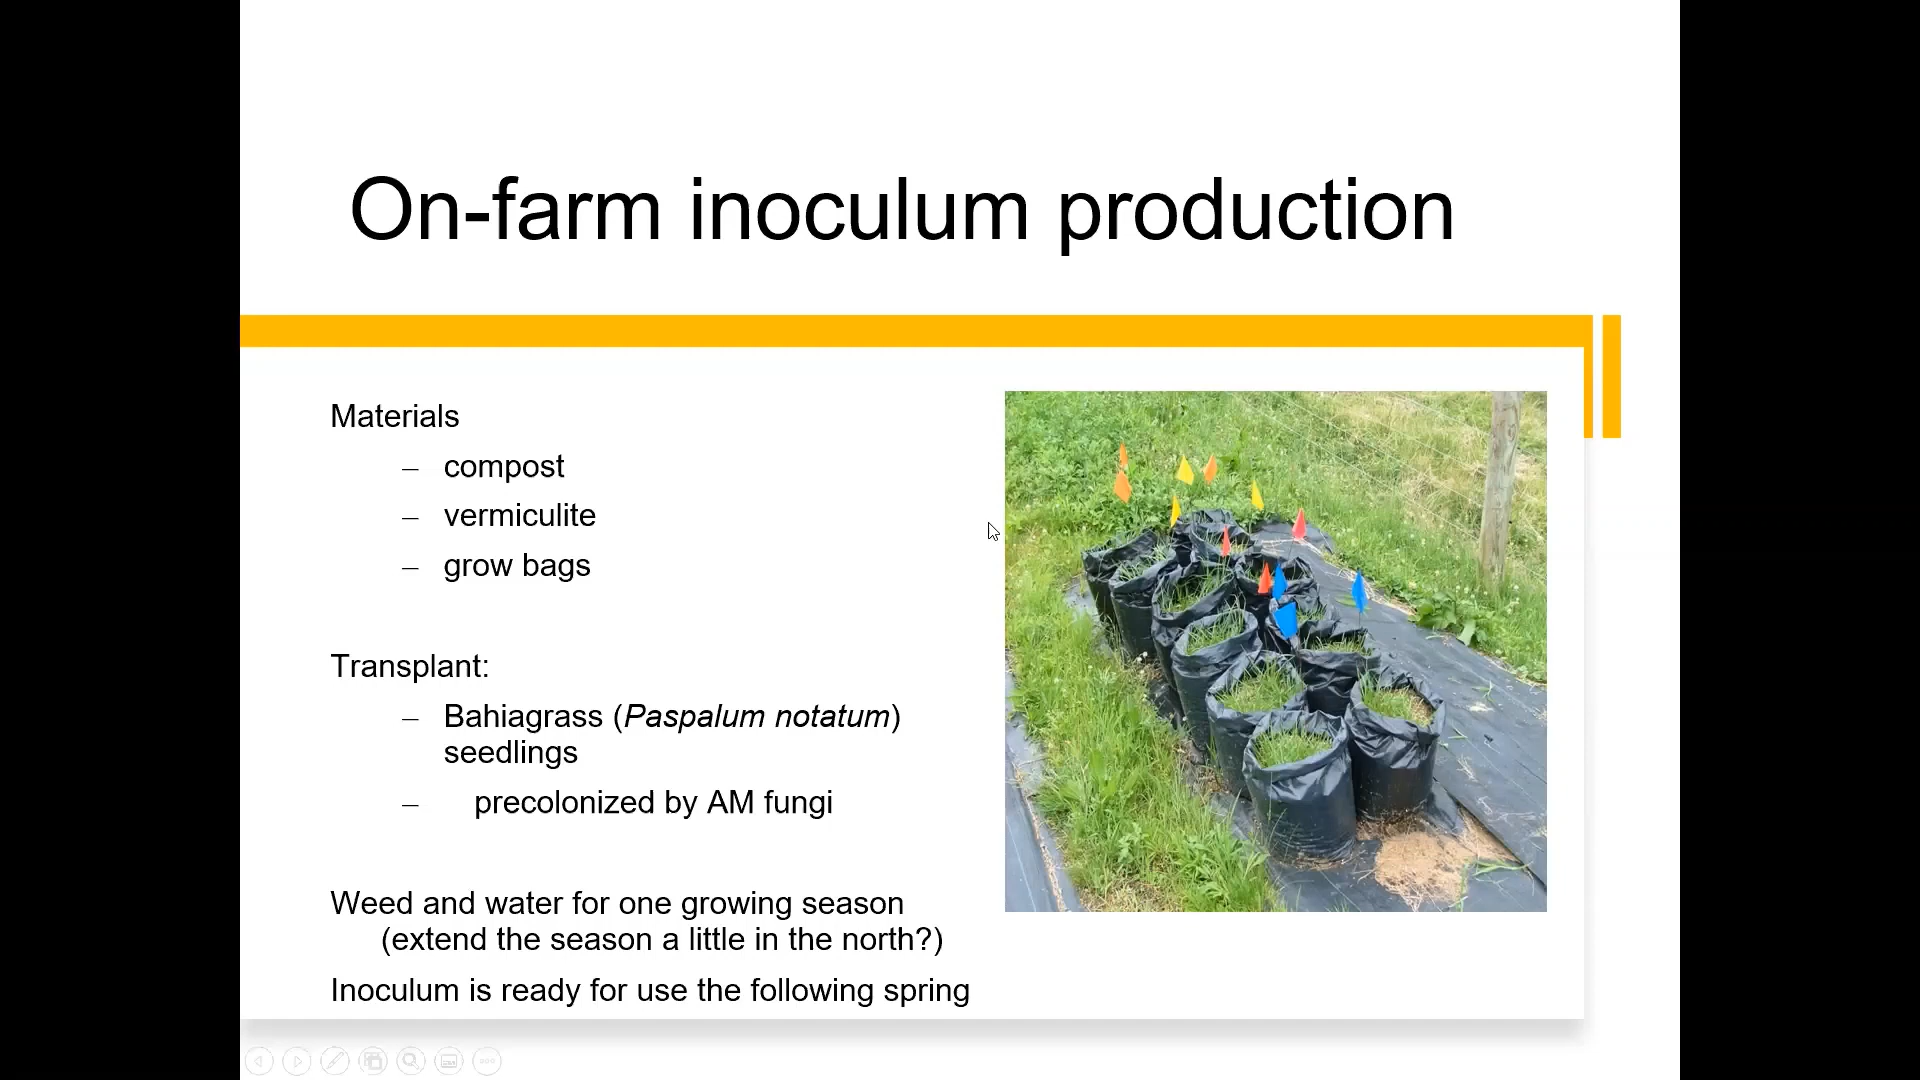 On-farm inoculum production
Materials
– compost
– vermiculite
– grow bags
Transplant:
– Bahiagrass (Paspalum notatum)
seedlings
– precolonized by AM fungi
Weed and water for one growing season
(extend the season a little in the north?)
Inoculum is ready for use the following spring